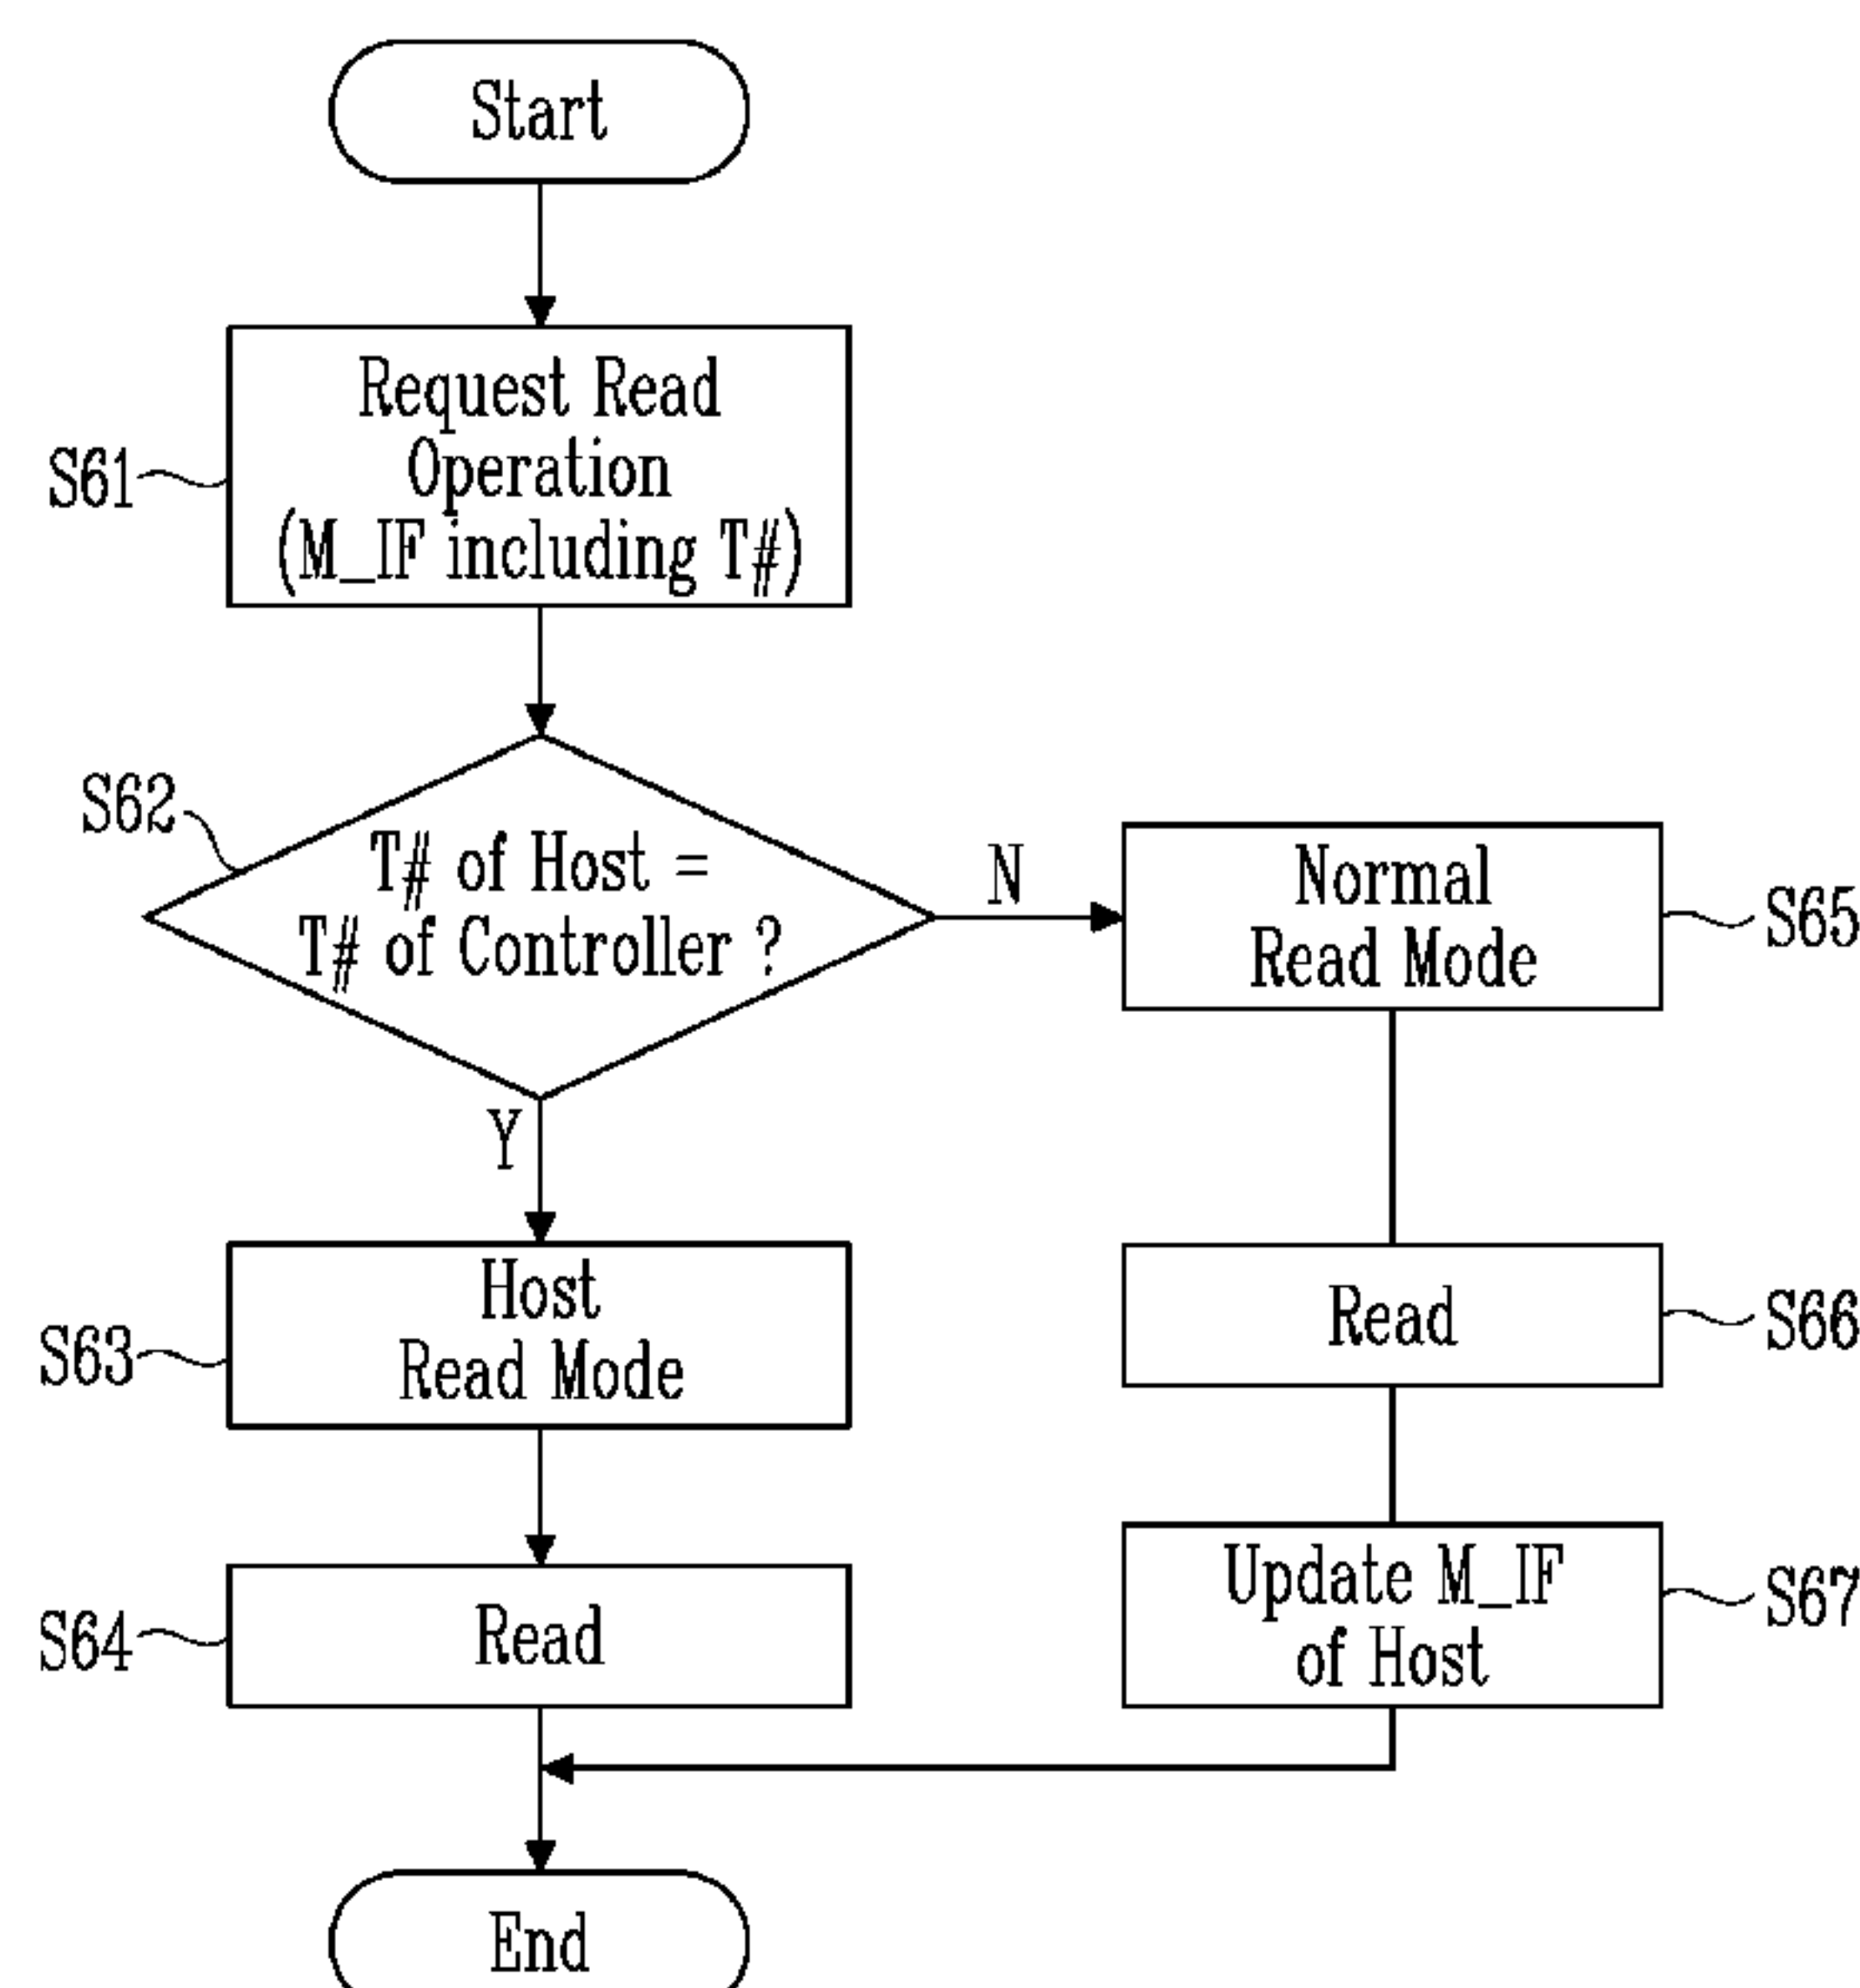 Start
S61
Request Read
Operation
(M_IF including T#)
S62
T# of Host =
T# of Controller ?
N
Normal
Read Mode
S65
Y
S63
Host
Read Mode
Read
S66
S64
Read
Update M_IF
of Host
S67
End